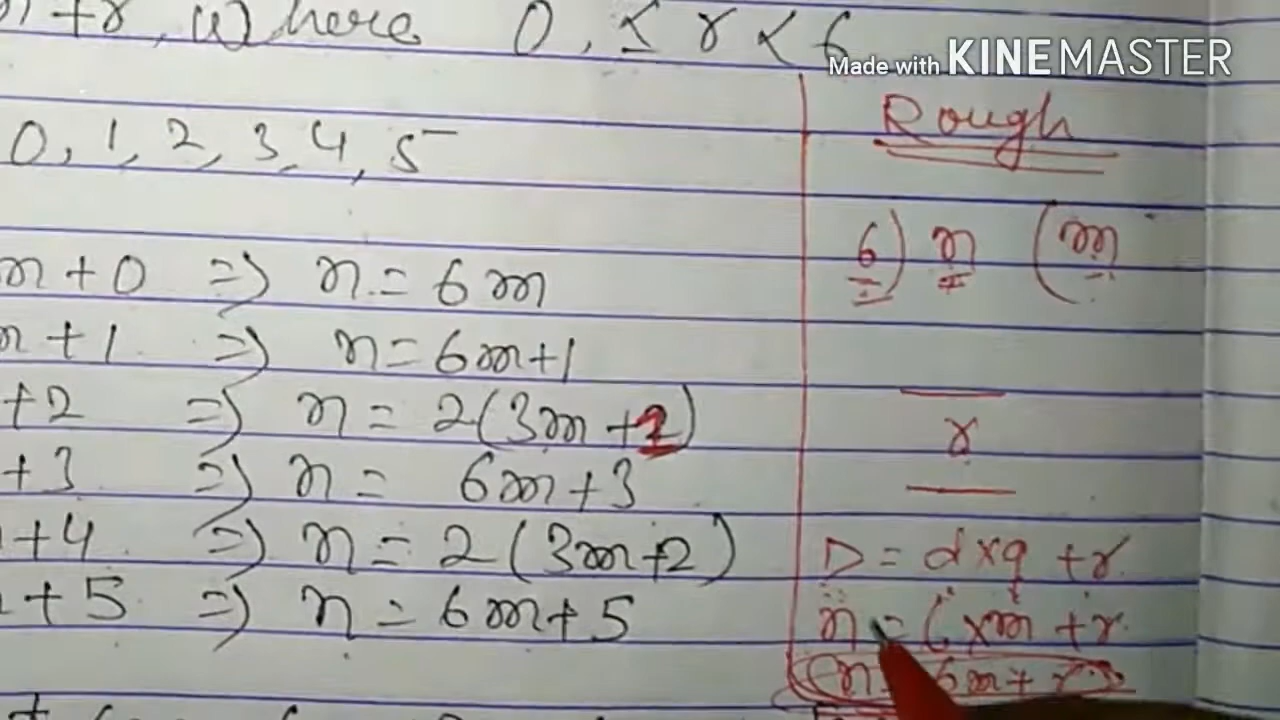 +r, Where 0, ≤ r < 6
Made with KINEMASTER
0, 1, 2, 3, 4, 5
m + 0 => n = 6m
m + 1 => n = 6m+1
+2 => n = 2(3m+1)
+3 => n = 6m+3
+4 => n = 2(3m+2)
+5 => n = 6m+5
Rough
6) n (m
r
D = d×q + r
n = 6×m + r
n = 6m + r